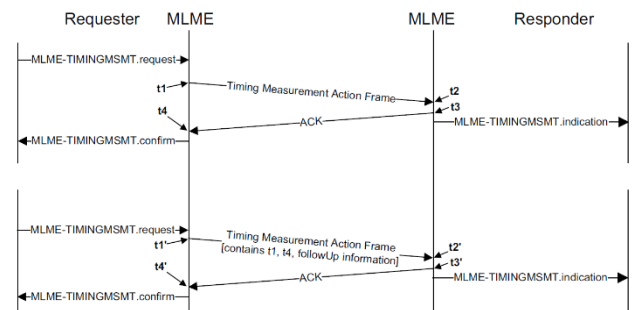 Requester MLME MLME Responder
MLME-TIMINGMSMT.request
t1 Timing Measurement Action Frame t2
t4 t3
ACK
MLME-TIMINGMSMT.indication
MLME-TIMINGMSMT.confirm
MLME-TIMINGMSMT.request
t1' Timing Measurement Action Frame t2'
[contains t1, t4, followUp information]
t4' t3'
ACK
MLME-TIMINGMSMT.indication
MLME-TIMINGMSMT.confirm